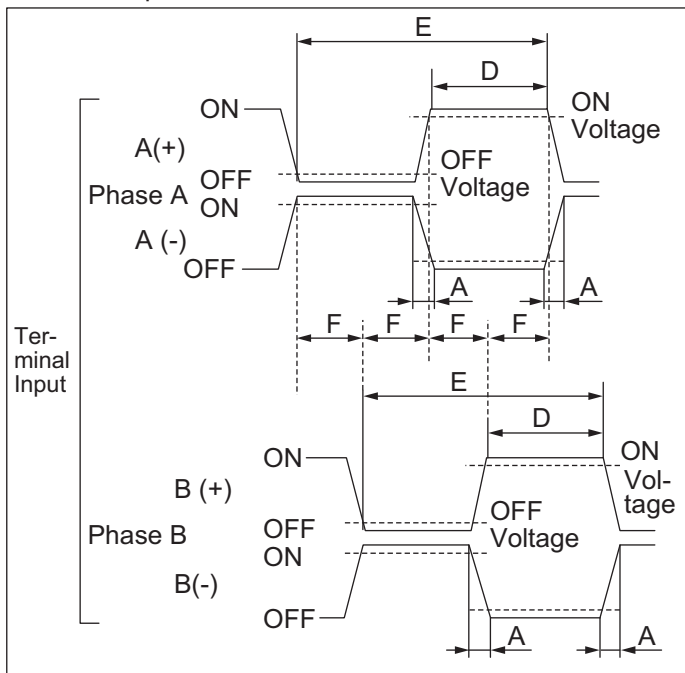 E
D
ON
ON
Voltage
A(+)
OFF
OFF
Voltage
Phase A
ON
A (-)
OFF
A
A
F
F
F
F
Ter-
minal
Input
E
D
ON
ON
Vol-
tage
B (+)
OFF
OFF
Voltage
Phase B
ON
B(-)
OFF
A
A